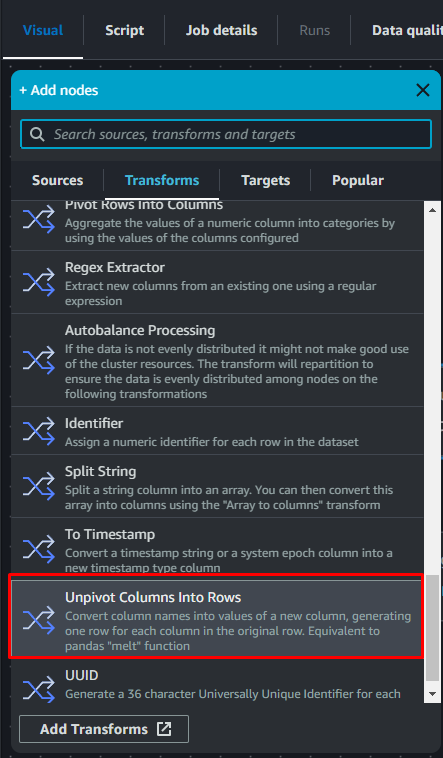 Visual Script Job details Runs Data qualit
+ Add nodes
Search sources, transforms and targets
Sources Transforms Targets Popular
Pivot Rows Into Columns
Aggregate the values of a numeric column into categories by
using the values of the columns configured
Regex Extractor
Extract new columns from an existing one using a regular
expression
Autobalance Processing
If the data is not evenly distributed it might not make good use
of the cluster resources. The transform will repartition to
ensure the data is evenly distributed among nodes on the
following transformations
Identifier
Assign a numeric identifier for each row in the dataset
Split String
Split a string column into an array. You can then convert this
array into columns using the "Array to columns" transform
To Timestamp
Convert a timestamp string or a system epoch column into a
new timestamp type column
Unpivot Columns Into Rows
Convert column names into values of a new column, generating
one row for each column in the original row. Equivalent to
pandas "melt" function
UUID
Generate a 36 character Universally Unique Identifier for each
Add Transforms